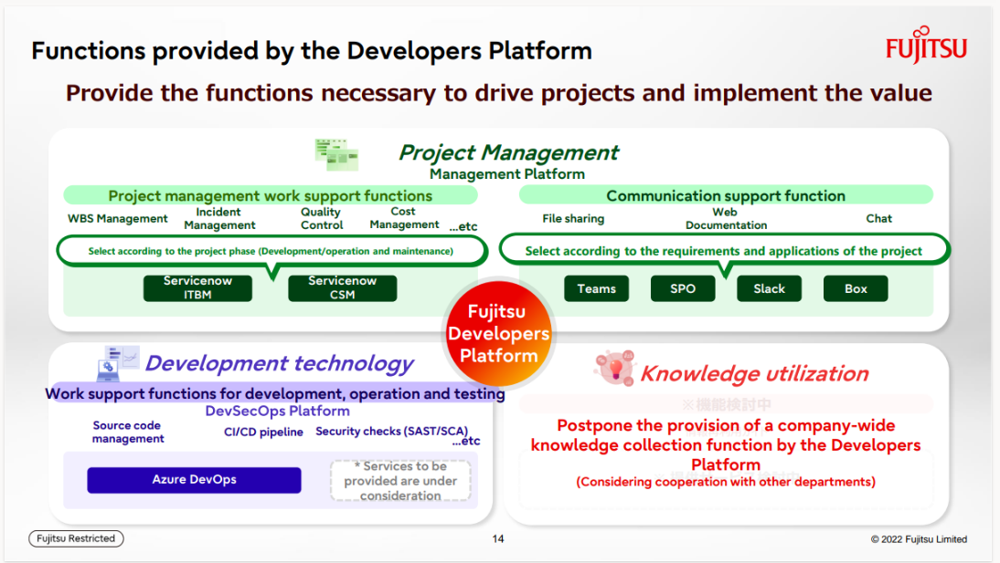 Functions provided by the Developers Platform
FUJITSU
Provide the functions necessary to drive projects and implement the value
Project Management
Management Platform
Project management work support functions
WBS Management
Incident
Management
Quality
Control
Cost
Management
...etc
Select according to the project phase (Development/operation and maintenance)
Servicenow
ITBM
Servicenow
CSM
Communication support function
File sharing
Web
Documentation
Chat
Select according to the requirements and applications of the project
Teams
SPO
Slack
Box
Fujitsu
Developers
Platform
Development technology
Work support functions for development, operation and testing
DevSecOps Platform
Source code
management
CI/CD pipeline
Security checks (SAST/SCA)
...etc
Azure DevOps
* Services to be
provided are under
consideration
Knowledge utilization
※機能検討中
Postpone the provision of a company-wide
knowledge collection function by the Developers
Platform
(Considering cooperation with other departments)
Fujitsu Restricted
14
© 2022 Fujitsu Limited